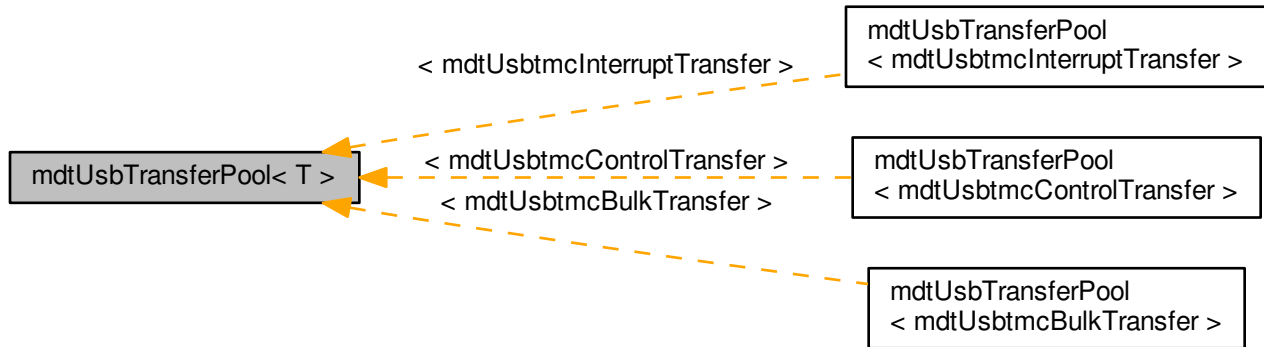 mdtUsbTransferPool
< mdtUsbtmcInterruptTransfer >
< mdtUsbtmcInterruptTransfer >
mdtUsbTransferPool< T >
< mdtUsbtmcControlTransfer >
mdtUsbTransferPool
< mdtUsbtmcControlTransfer >
< mdtUsbtmcBulkTransfer >
mdtUsbTransferPool
< mdtUsbtmcBulkTransfer >